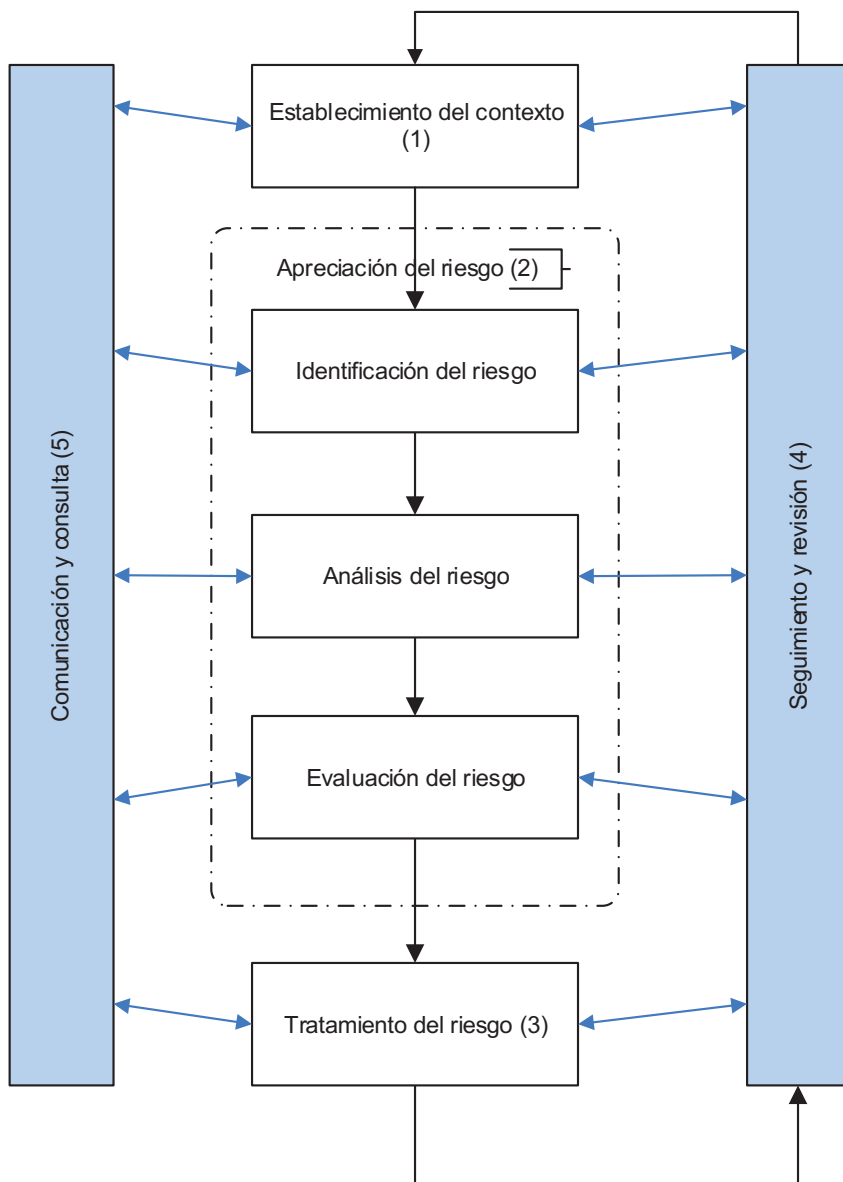 Establecimiento del contexto
(1)
Apreciación del riesgo (2)
Identificación del riesgo
Análisis del riesgo
Evaluación del riesgo
Tratamiento del riesgo (3)
Comunicación y consulta (5)
Seguimiento y revisión (4)